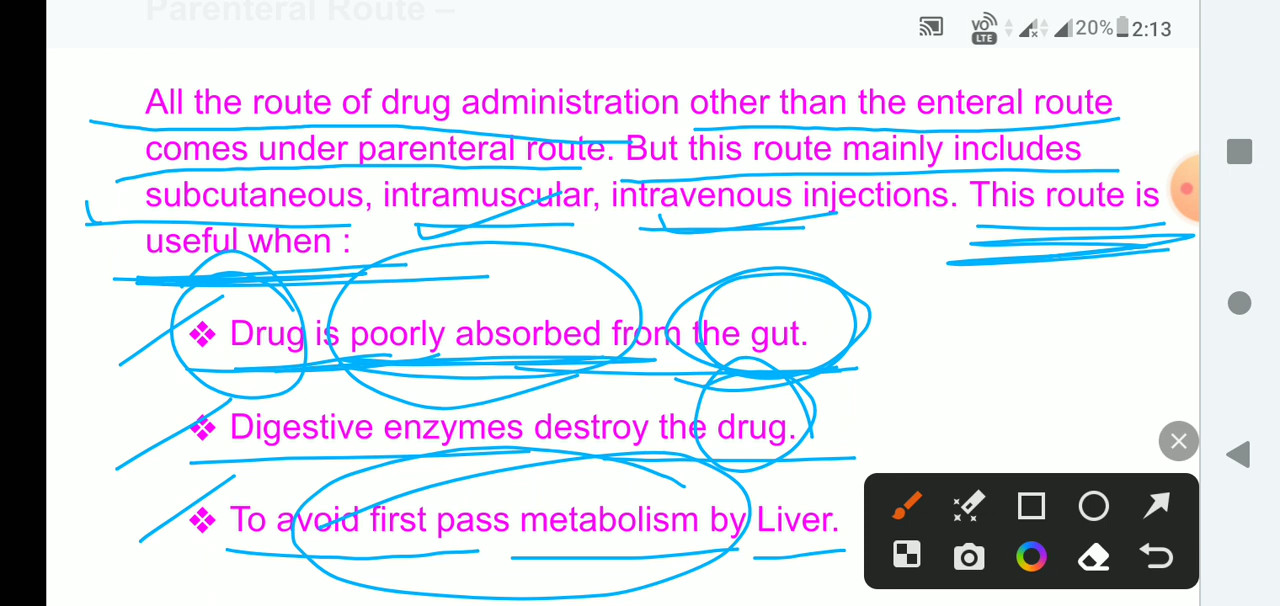 Parenteral Route –
VO LTE 20% 2:13
All the route of drug administration other than the enteral route
comes under parenteral route. But this route mainly includes
subcutaneous, intramuscular, intravenous injections. This route is
useful when :
❖ Drug is poorly absorbed from the gut.
❖ Digestive enzymes destroy the drug.
❖ To avoid first pass metabolism by Liver.